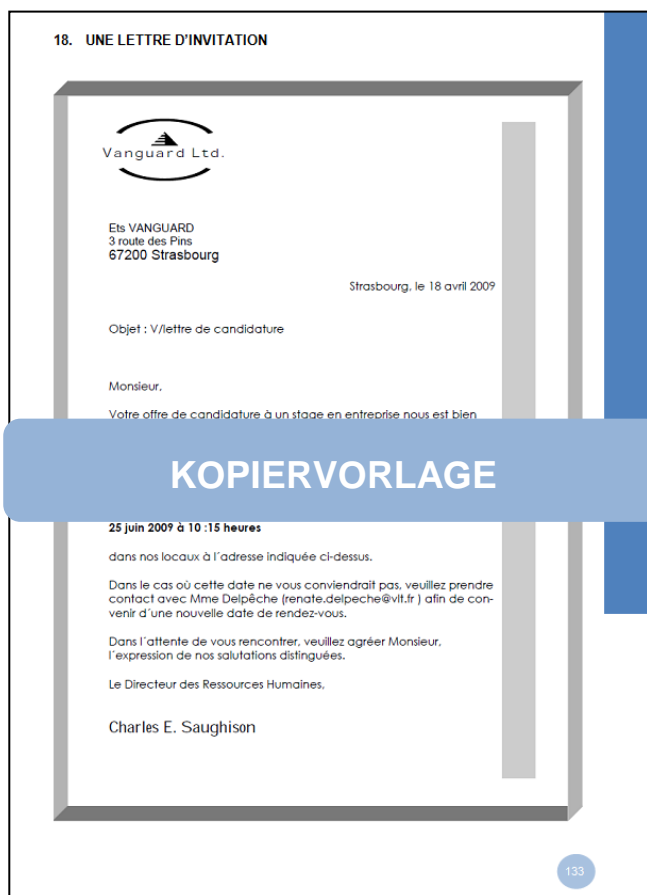 18. UNE LETTRE D'INVITATION
Vanguard Ltd.
Ets VANGUARD
3 route des Pins
67200 Strasbourg
Strasbourg, le 18 avril 2009
Objet : V/lettre de candidature
Monsieur,
Votre offre de candidature à un stage en entreprise nous est bien
KOPIERVORLAGE
25 juin 2009 à 10 :15 heures
dans nos locaux à l´adresse indiquée ci-dessus.
Dans le cas où cette date ne vous conviendrait pas, veuillez prendre
contact avec Mme Delpêche (renate.delpeche@vlt.fr ) afin de con-
venir d´une nouvelle date de rendez-vous.
Dans l´attente de vous rencontrer, veuillez agréer Monsieur,
l´expression de nos salutations distinguées.
Le Directeur des Ressources Humaines,
Charles E. Saughison
133